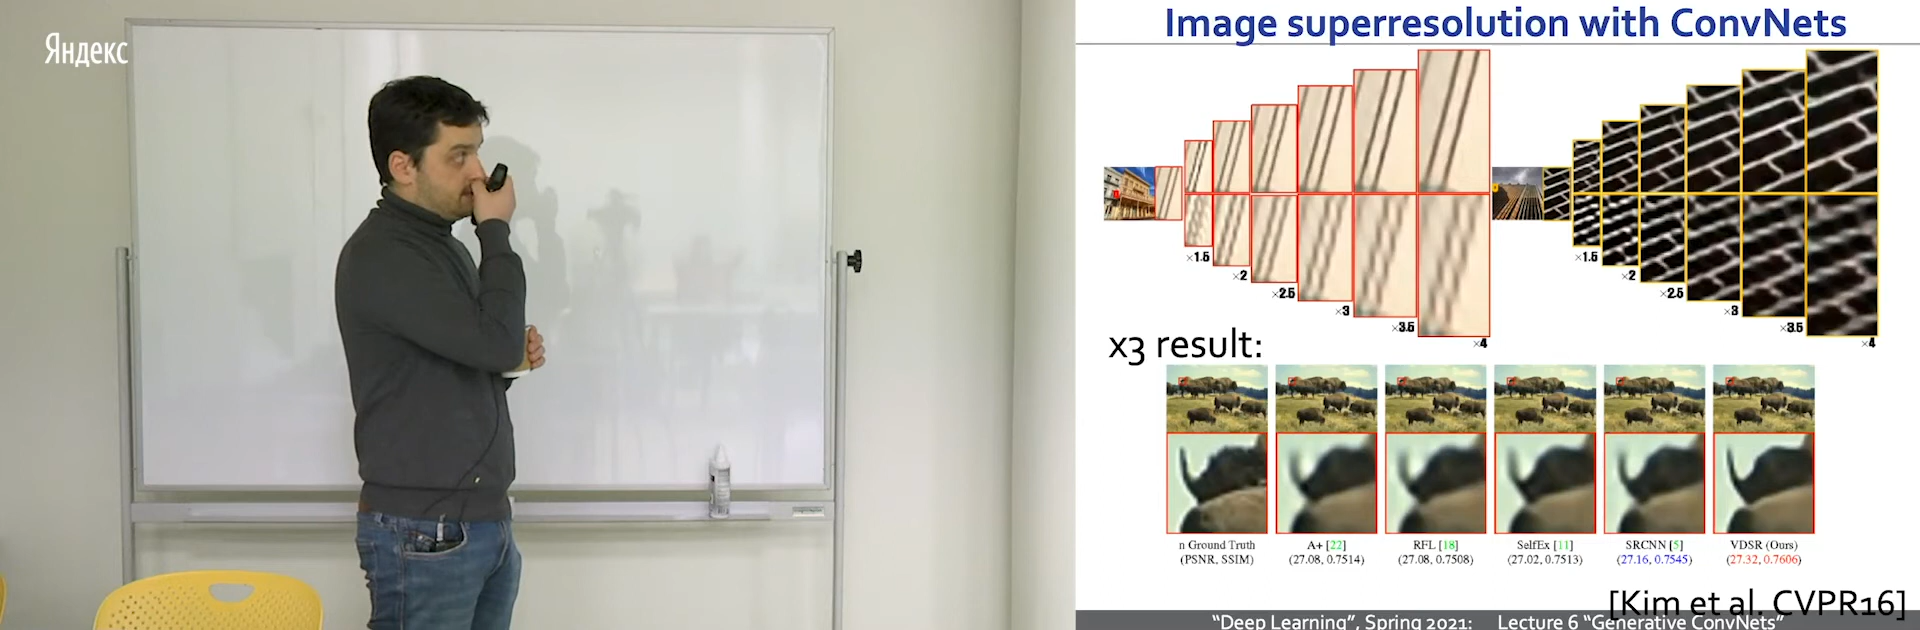 Яндекс
Image superresolution with ConvNets
×1.5
×2
×2.5
×3
×3.5
×4
×1.5
×2
×2.5
×3
×3.5
×4
x3 result:
n Ground Truth
(PSNR, SSIM)
A+ [22]
(27.08, 0.7514)
RFL [18]
(27.08, 0.7508)
SelfEx [11]
(27.02, 0.7513)
SRCNN [5]
(27.16, 0.7545)
VDSR (Ours)
(27.32, 0.7606)
[Kim et al. CVPR16]
"Deep Learning", Spring 2021: Lecture 6 "Generative ConvNets"